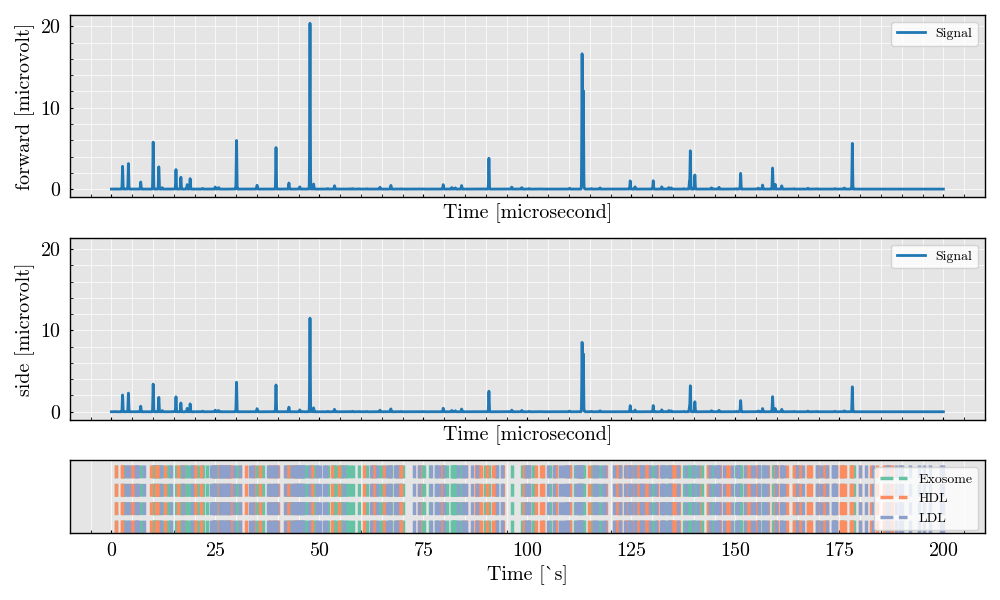 20
10
0
forward [microvolt]
Signal
Time [microsecond]
20
10
0
side [microvolt]
Signal
Time [microsecond]
Exosome
HDL
LDL
0 25 50 75 100 125 150 175 200
Time [`s]